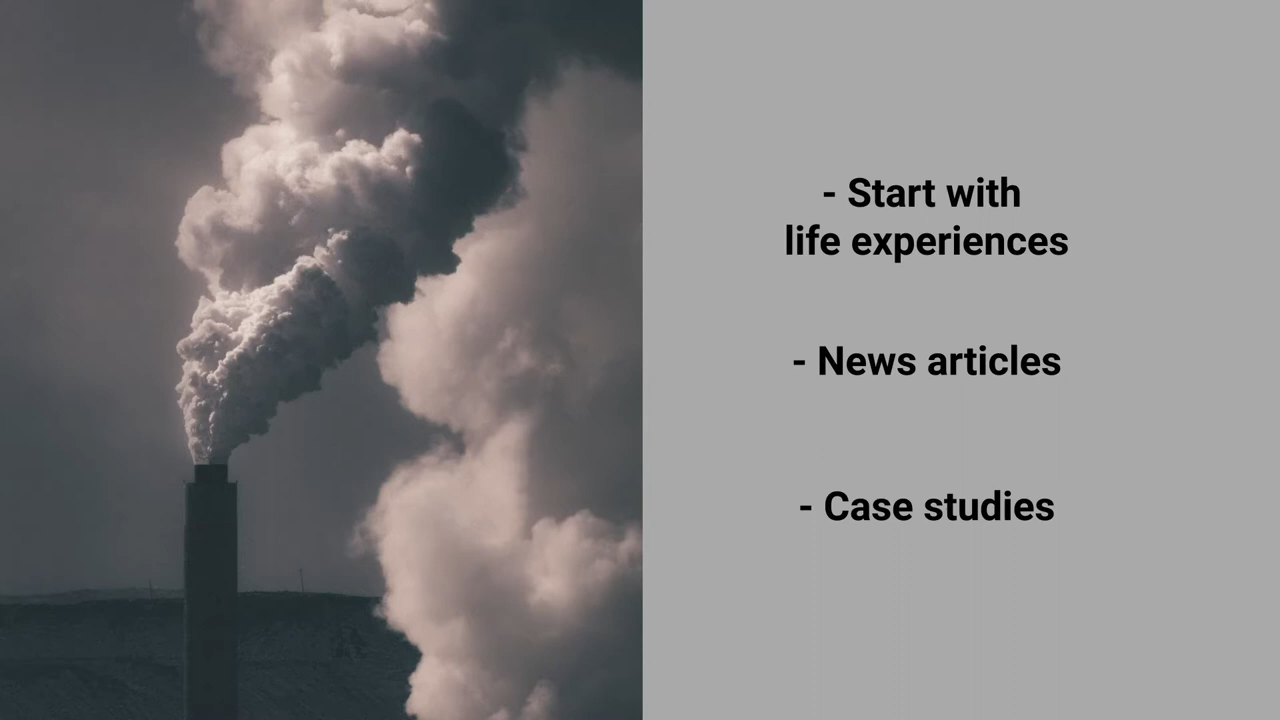 - Start with
life experiences
- News articles
- Case studies